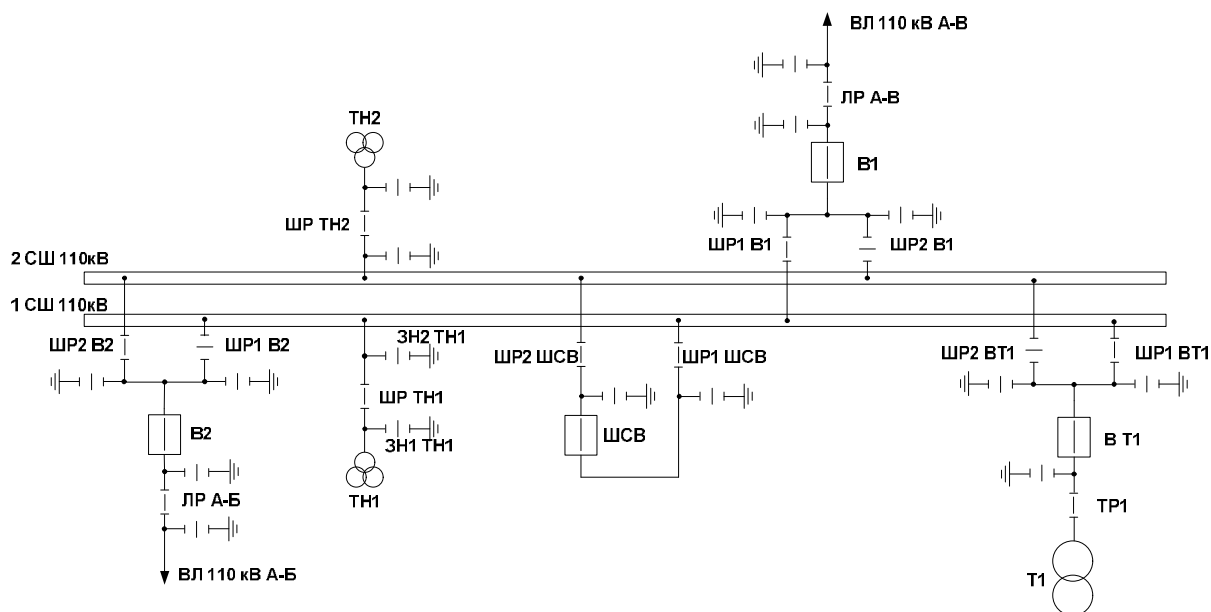 ВЛ 110 кВ А-В
ЛР А-В
ТН2
В1
ШР ТН2
ШР1 В1
ШР2 В1
2 СШ 110кВ
1 СШ 110кВ
ШР2 В2
ШР1 В2
ЗН2 ТН1
ШР2 ШСВ
ШР1 ШСВ
ШР2 ВТ1
ШР1 ВТ1
ШР ТН1
В2
ЗН1 ТН1
ШСВ
В Т1
ЛР А-Б
ТН1
ТР1
ВЛ 110 кВ А-Б
Т1